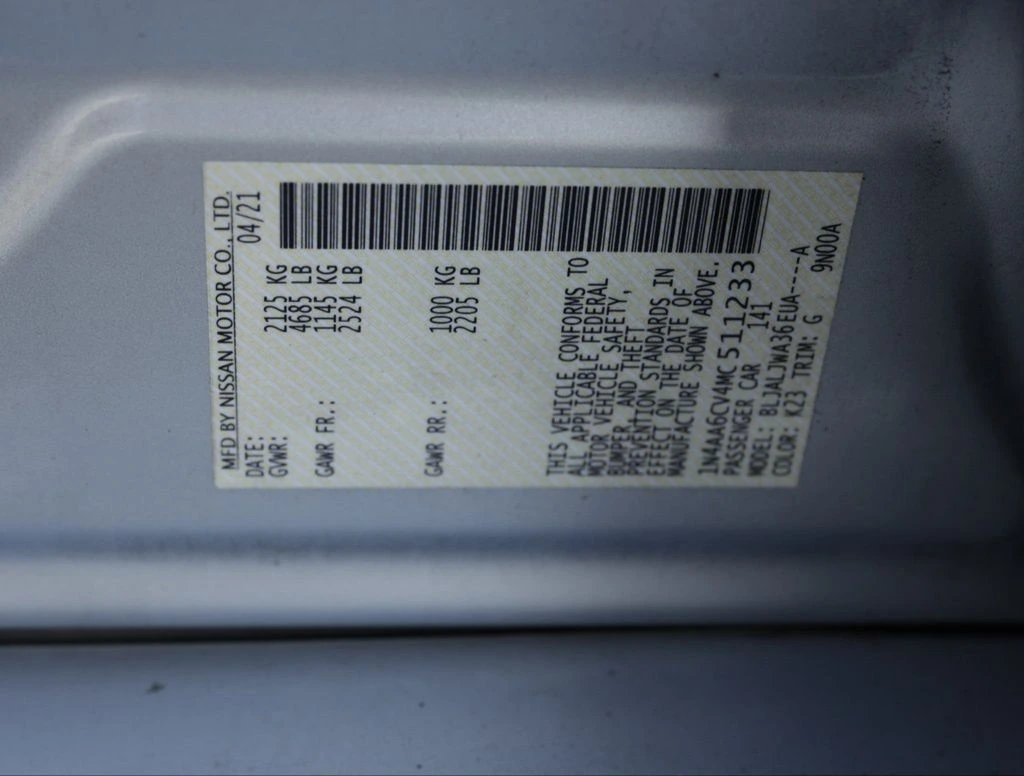 MFD BY NISSAN MOTOR CO., LTD.
DATE: 04/21
GVWR: 2125 KG
4685 LB
GAWR FR.: 1145 KG
2524 LB
GAWR RR.: 1000 KG
2205 LB
THIS VEHICLE CONFORMS TO
ALL APPLICABLE FEDERAL
MOTOR VEHICLE SAFETY,
BUMPER, AND THEFT
PREVENTION STANDARDS IN
EFFECT ON THE DATE OF
MANUFACTURE SHOWN ABOVE.
1N4AA6CV4MC511233
PASSENGER CAR 141
MODEL: BLJALJWA36EUA----A
COLOR: K23 TRIM: G 9N00A